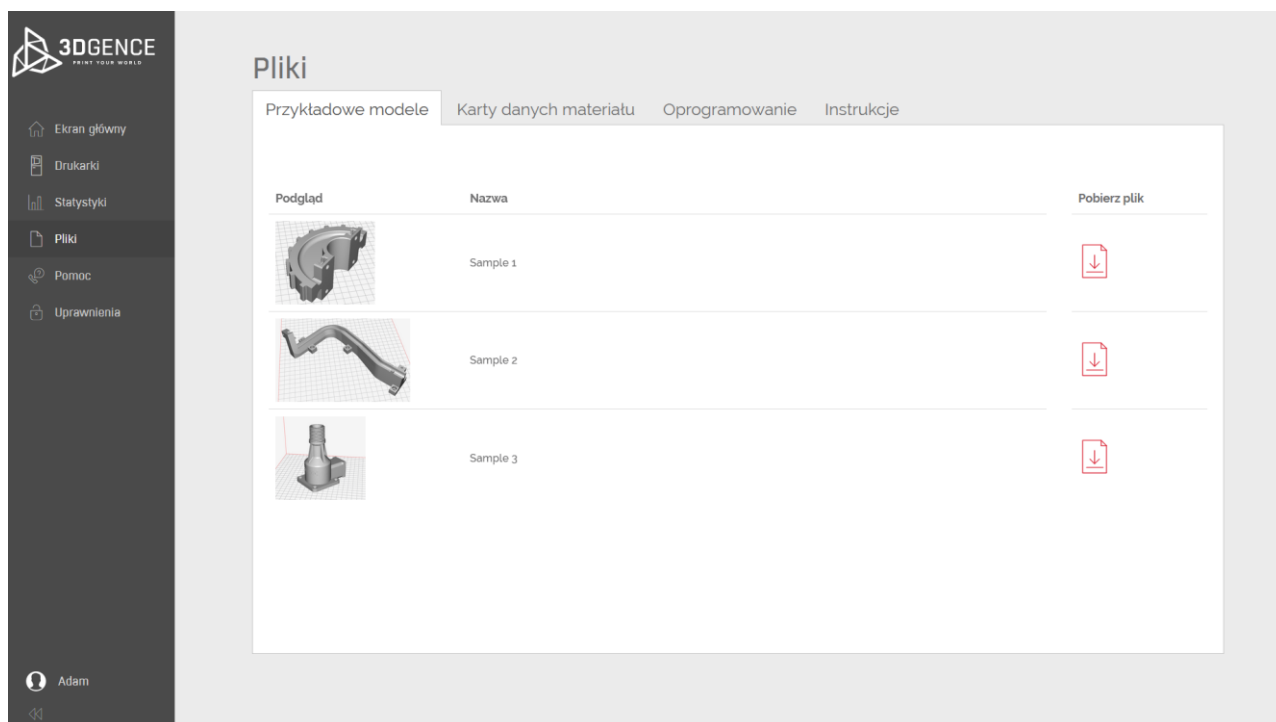 3DGENCE
PRINT YOUR WORLD
Ekran główny
Drukarki
Statystyki
Pliki
Pomoc
Uprawnienia
Adam
Pliki
Przykładowe modele Karty danych materiału Oprogramowanie Instrukcje
Podgląd Nazwa Pobierz plik
Sample 1
Sample 2
Sample 3